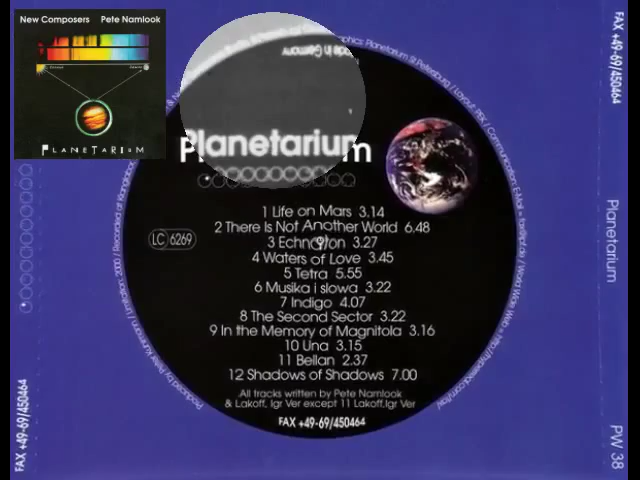 New Composers Pete Namlook
PLANETARIUM
Made in Germany
Planetarium
1 Life on Mars 3.14
2 There Is Not Another World 6.48
3 Echnaton 3.27
4 Waters of Love 3.45
5 Tetra 5.55
6 Musika i slowa 3.22
7 Indigo 4.07
8 The Second Sector 3.22
9 In the Memory of Magnitola 3.16
10 Una 3.15
11 Bellan 2.37
12 Shadows of Shadows 7.00
All tracks written by Pete Namlook
& Lakoff, Igr Ver except 11 Lakoff,Igr Ver
FAX +49-69/450464
LC 6269
FAX +49-69/450464
FAX +49-69/450464
Planetarium
PW 38